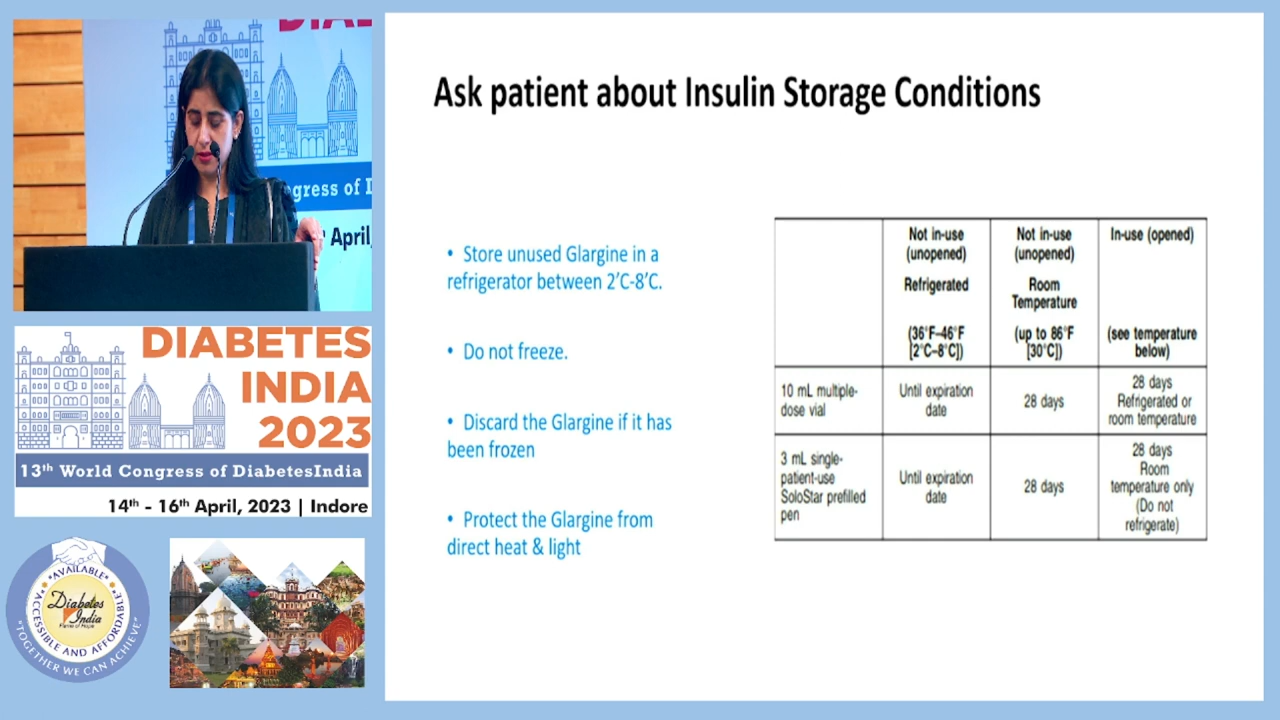 DIAB
ngress of D
April,
DIABETES
INDIA
2023
13th World Congress of DiabetesIndia
14th - 16th April, 2023 | Indore
"AVAILABLE"
"ACCESSIBLE AND AFFORDABLE"
Diabetes
India
"TOGETHER WE CAN ACHIEVE"
Ask patient about Insulin Storage Conditions
• Store unused Glargine in a
refrigerator between 2'C-8'C.
• Do not freeze.
• Discard the Glargine if it has
been frozen
• Protect the Glargine from
direct heat & light
Not in-use
(unopened)
Refrigerated
(36°F–46°F
[2°C–8°C])
Not in-use
(unopened)
Room
Temperature
(up to 86°F
[30°C])
In-use (opened)
(see temperature
below)
10 mL multiple-
dose vial
Until expiration
date
28 days
28 days
Refrigerated or
room temperature
3 mL single-
patient-use
SoloStar prefilled
pen
Until expiration
date
28 days
28 days
Room
temperature only
(Do not
refrigerate)